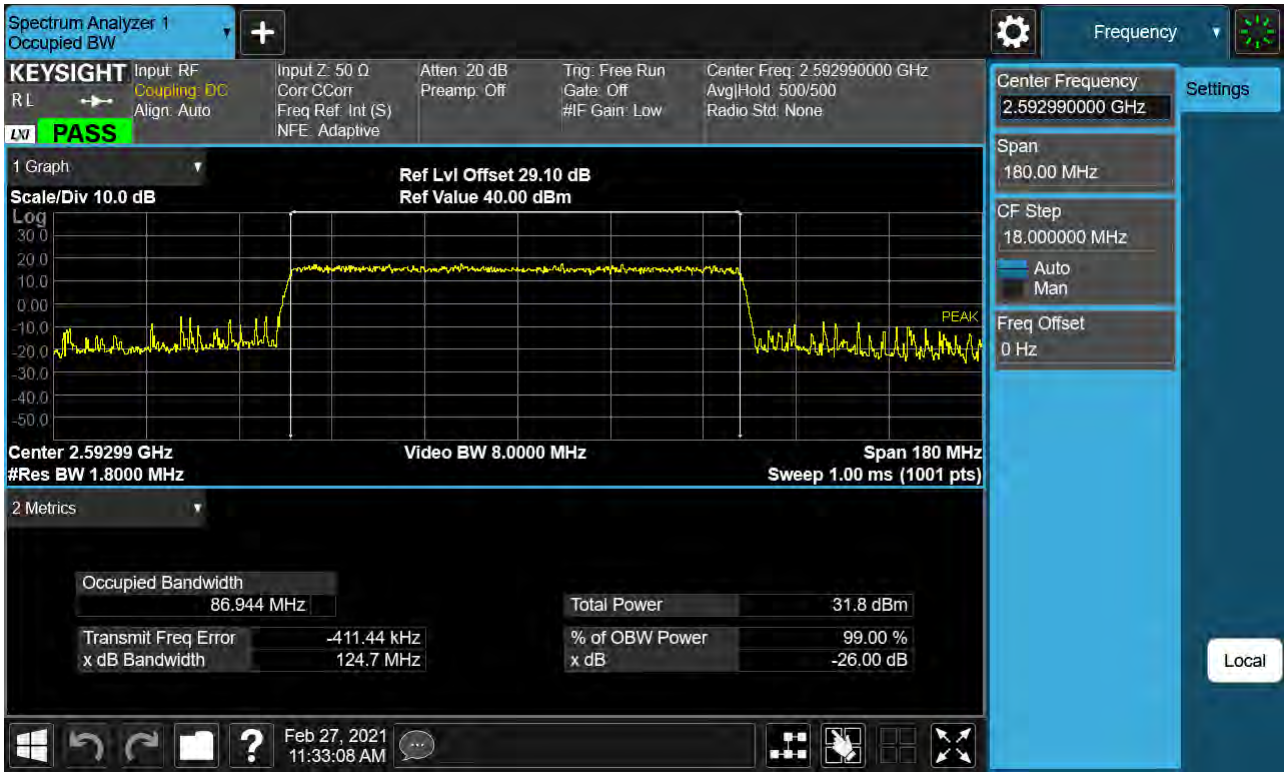 Spectrum Analyzer 1
Occupied BW
Frequency
KEYSIGHT
R L
LXI
PASS
Input: RF
Coupling: DC
Align: Auto
Input Z: 50 Ω
Corr CCorr
Freq Ref: Int (S)
NFE: Adaptive
Atten: 20 dB
Preamp: Off
Trig: Free Run
Gate: Off
#IF Gain: Low
Center Freq: 2.592990000 GHz
Avg|Hold: 500/500
Radio Std: None
Center Frequency
2.592990000 GHz
Settings
Span
180.00 MHz
CF Step
18.000000 MHz
Auto
Man
Freq Offset
0 Hz
Local
1 Graph
Scale/Div 10.0 dB
Ref Lvl Offset 29.10 dB
Ref Value 40.00 dBm
Log
30.0
20.0
10.0
0.00
-10.0
-20.0
-30.0
-40.0
-50.0
PEAK
Center 2.59299 GHz
Video BW 8.0000 MHz
Span 180 MHz
#Res BW 1.8000 MHz
Sweep 1.00 ms (1001 pts)
2 Metrics
Occupied Bandwidth
86.944 MHz
Total Power 31.8 dBm
Transmit Freq Error -411.44 kHz
% of OBW Power 99.00 %
x dB Bandwidth 124.7 MHz
x dB -26.00 dB
Feb 27, 2021
11:33:08 AM